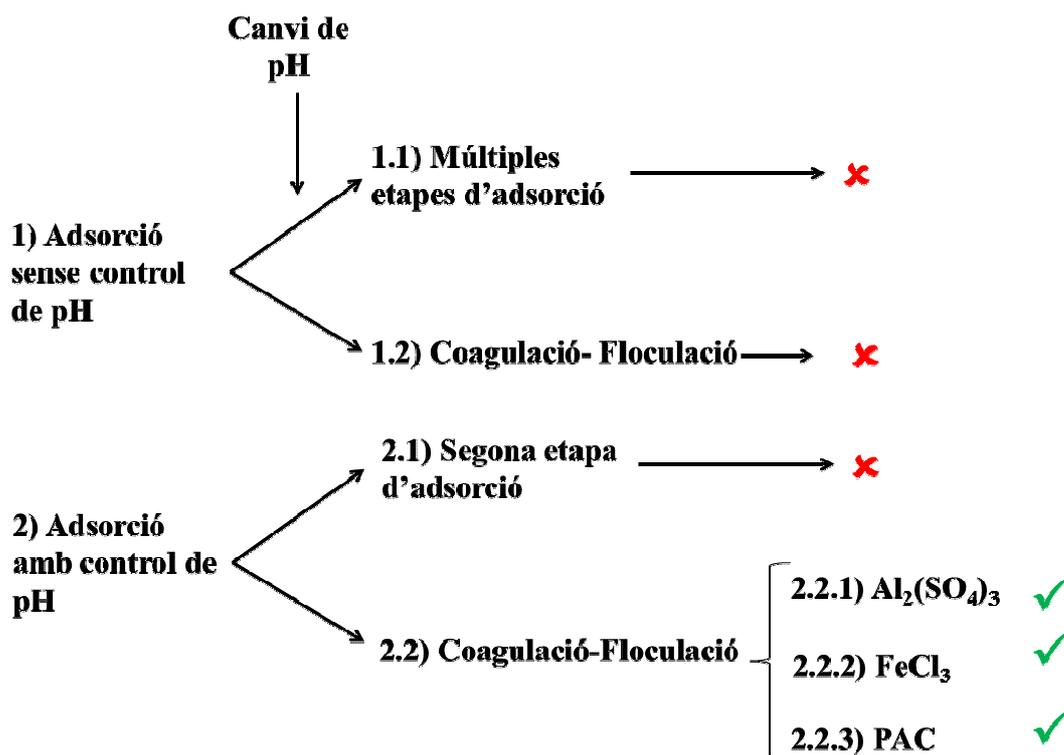 Canvi de
pH
1.1) Múltiples
etapes d’adsorció
✘
1) Adsorció
sense control
de pH
1.2) Coagulació- Floculació
✘
2.1) Segona etapa
d’adsorció
✘
2) Adsorció
amb control de
pH
2.2) Coagulació-Floculació
2.2.1) Al₂(SO₄)₃ ✓
2.2.2) FeCl₃ ✓
2.2.3) PAC ✓